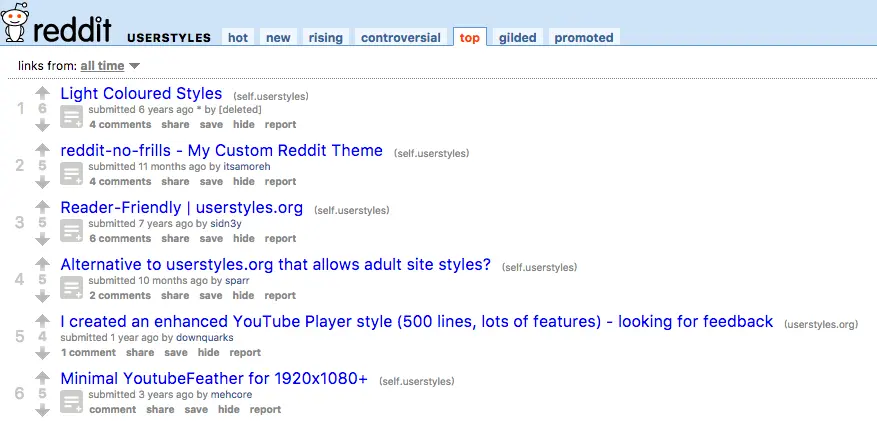 reddit USERSTYLES hot new rising controversial top gilded promoted
links from: all time
1 6 Light Coloured Styles (self.userstyles)
submitted 6 years ago * by [deleted]
4 comments share save hide report
2 5 reddit-no-frills - My Custom Reddit Theme (self.userstyles)
submitted 11 months ago by itsamoreh
4 comments share save hide report
3 5 Reader-Friendly | userstyles.org (self.userstyles)
submitted 7 years ago by sidn3y
6 comments share save hide report
4 5 Alternative to userstyles.org that allows adult site styles? (self.userstyles)
submitted 10 months ago by sparr
2 comments share save hide report
5 4 I created an enhanced YouTube Player style (500 lines, lots of features) - looking for feedback (userstyles.org)
submitted 1 year ago by downquarks
1 comment share save hide report
6 5 Minimal YoutubeFeather for 1920x1080+ (self.userstyles)
submitted 3 years ago by mehcore
comment share save hide report